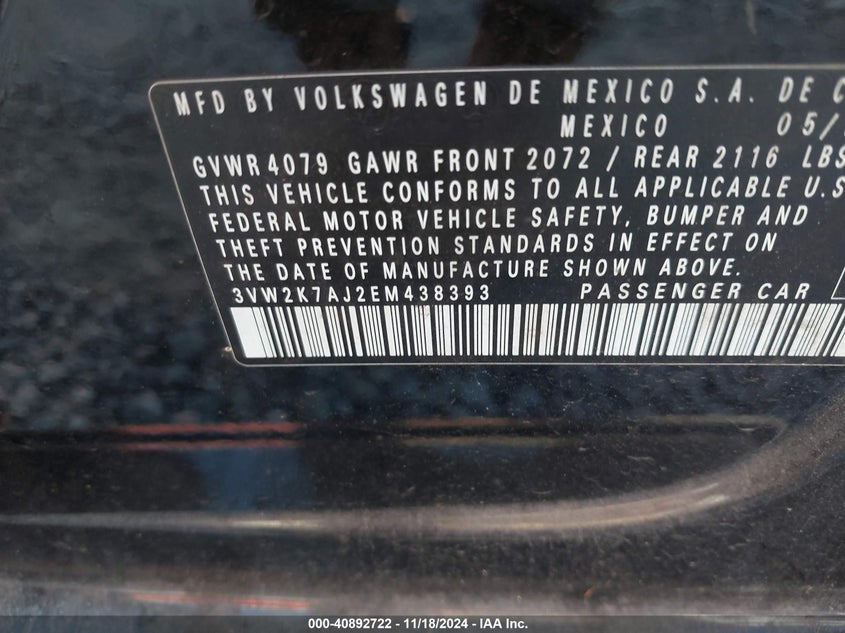 MFD BY VOLKSWAGEN DE MEXICO S.A. DE C
MEXICO 05/
GVWR 4079 GAWR FRONT 2072 / REAR 2116 LBS
THIS VEHICLE CONFORMS TO ALL APPLICABLE U.S
FEDERAL MOTOR VEHICLE SAFETY, BUMPER AND
THEFT PREVENTION STANDARDS IN EFFECT ON
THE DATE OF MANUFACTURE SHOWN ABOVE.
3VW2K7AJ2EM438393 PASSENGER CAR
000-40892722 - 11/18/2024 - IAA Inc.